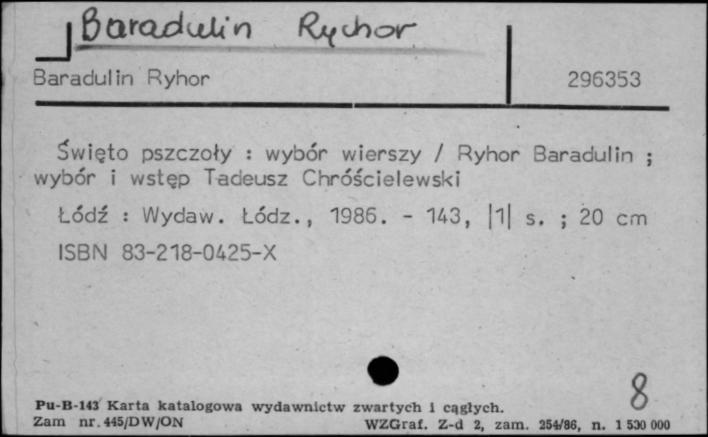 Baradulin Rychor
Baradulin Ryhor 296353
Święto pszczoły : wybór wierszy / Ryhor Baradulin ;
wybór i wstęp Tadeusz Chróścielewski
Łódź : Wydaw. Łódz., 1986. - 143, |1| s. ; 20 cm
ISBN 83-218-0425-X
8
Pu-B-143 Karta katalogowa wydawnictw zwartych i cągłych.
Zam nr. 445/DW/ON WZGraf. Z-d 2, zam. 254/86, n. 1 530 000